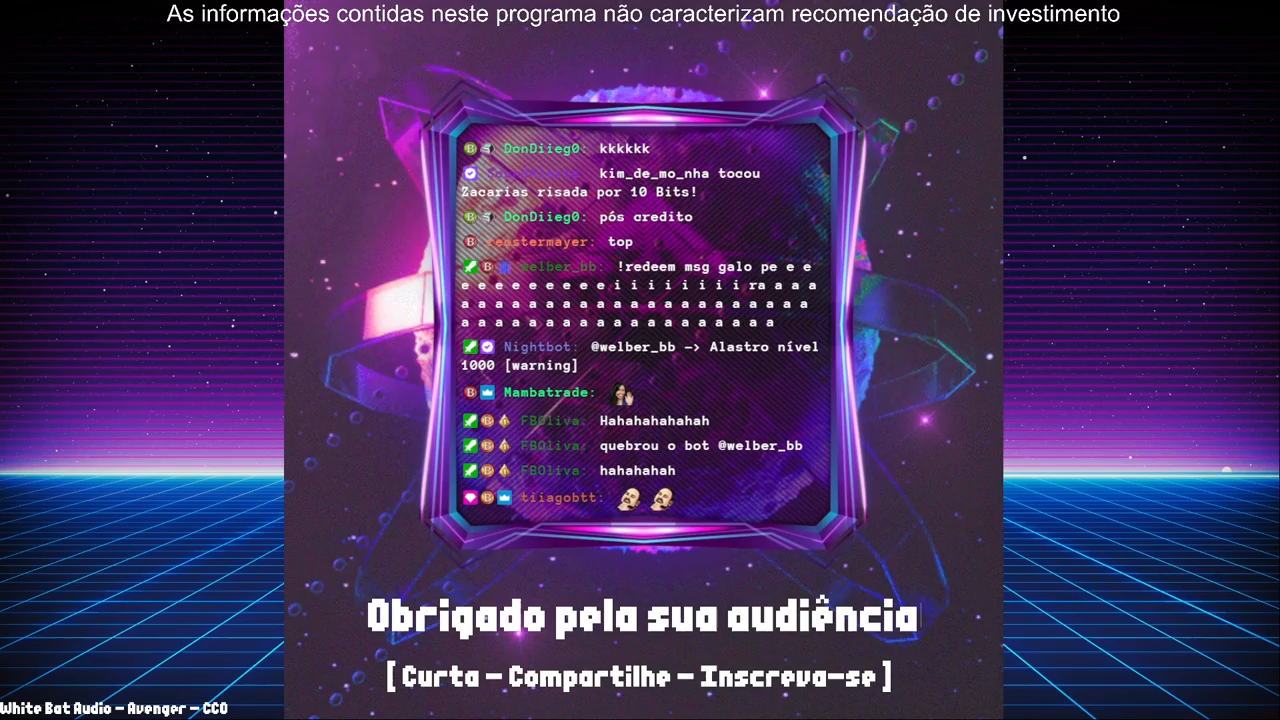 As informações contidas neste programa não caracterizam recomendação de investimento
DonDiieg0: kkkkkk
kim_de_mo_nha tocou
Zacarias risada por 10 Bits!
DonDiieg0: pós credito
reastermayer: top
welber_bb: !redeem msg galo pe e e
e e e e e e e e e i i i i i i i i ra a a a
a a a a a a a a a a a a a a a a a a a a a
a a a a a a a a a a a a a a a a a a a
Nightbot: @welber_bb -> Alastro nível
1000 [warning]
Mambatrade:
FBOliva: Hahahahahahah
FBOliva: quebrou o bot @welber_bb
FBOliva: hahahahah
tiiagobtt:
Obrigado pela sua audiência
[ Curta - Compartilhe - Inscreva-se ]
White Bat Audio - Avenger - CC0